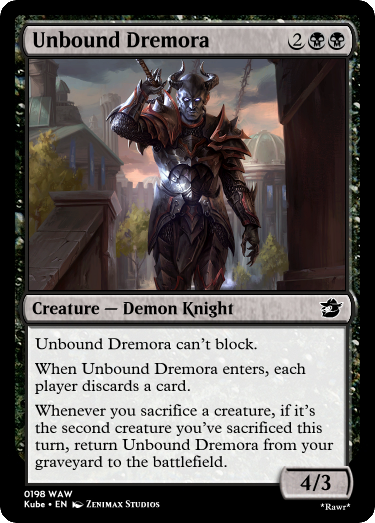 Unbound Dremora 2
Creature — Demon Knight
Unbound Dremora can't block.
When Unbound Dremora enters, each
player discards a card.
Whenever you sacrifice a creature, if it's
the second creature you've sacrificed this
turn, return Unbound Dremora from your
graveyard to the battlefield.
4/3
0198 WAW
Kube • EN Zenimax Studios
*Rawr*